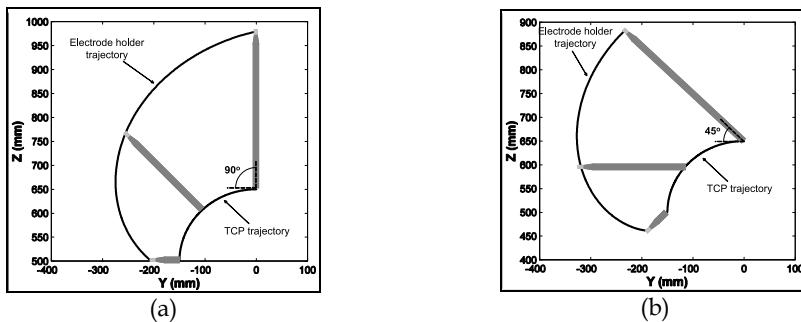 1000
950
900
850
800
750
700
650
600
550
500
Z (mm)
Electrode holder
trajectory
90º
TCP trajectory
-400 -300 -200 -100 0 100
Y (mm)
(a)
900
850
800
750
700
650
600
550
500
450
400
Z (mm)
Electrode holder
trajectory
45º
TCP trajectory
-400 -300 -200 -100 0 100
Y (mm)
(b)